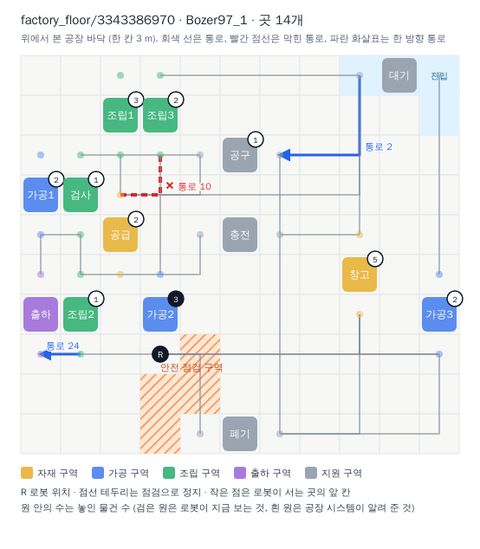 factory_floor/3343386970 · Bozer97_1 · 곳 14개
위에서 본 공장 바닥 (한 칸 3 m). 회색 선은 통로, 빨간 점선은 막힌 통로, 파란 화살표는 한 방향 통로
대기
3 2
조립1 조립3
통로 2
1
공구
2 1
가공1 검사
✕ 통로 10
2
공급 충전
5
창고
1 3 2
출하 조립2 가공2 가공3
통로 24
R
안전 점검 구역
폐기
자재 구역 가공 구역 조립 구역 출하 구역 지원 구역
R 로봇 위치 · 점선 테두리는 점검으로 정지 · 작은 점은 로봇이 서는 곳의 앞 칸
원 안의 수는 놓인 물건 수 (검은 원은 로봇이 지금 보는 것, 흰 원은 공장 시스템이 알려 준 것)